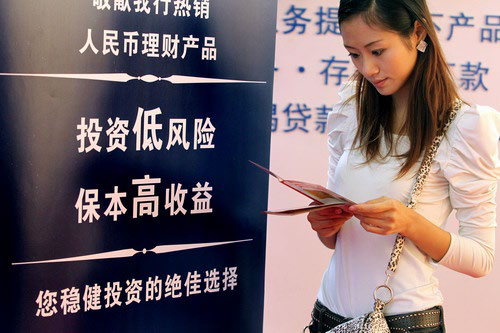 敬献我行热销
人民币理财产品
投资低风险
保本高收益
您稳健投资的绝佳选择
务提
下产品
·存
款
贷款